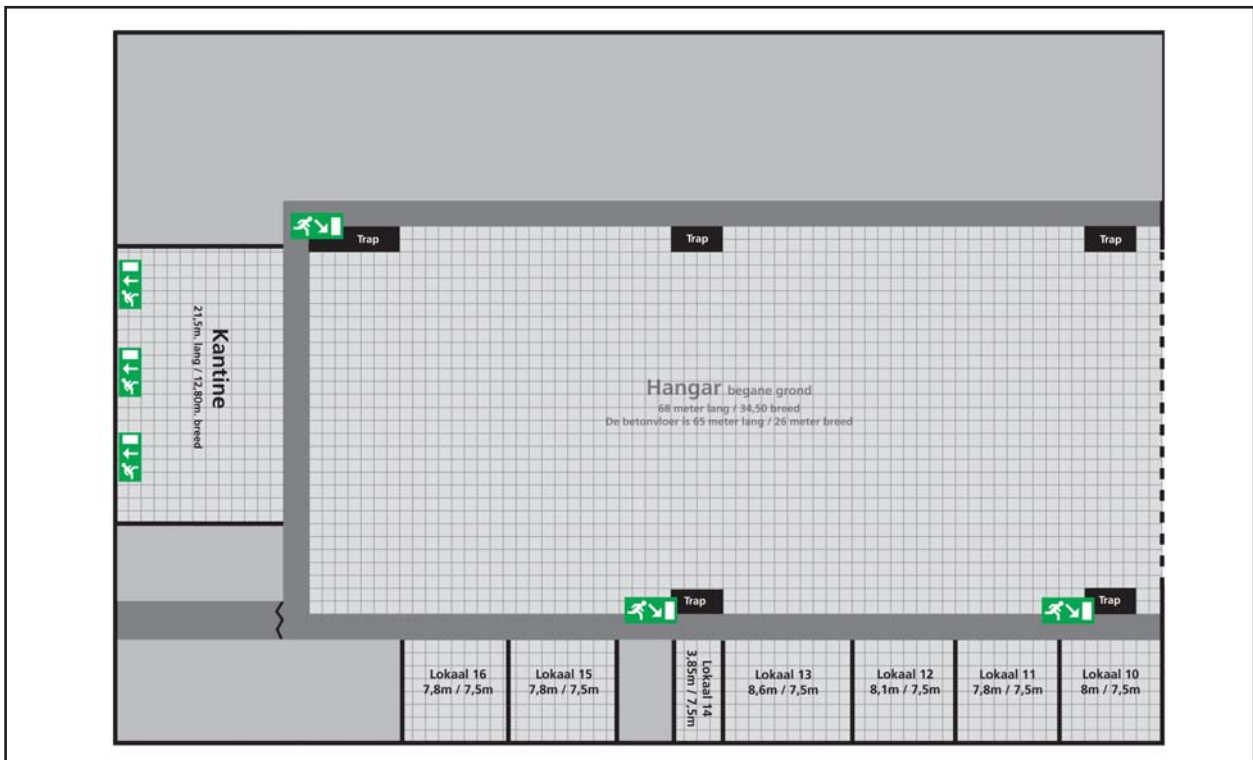 Trap
Trap
Trap
Kantine
21,5m. lang / 12,80m. breed
Hangar begane grond
68 meter lang / 34,50 breed
De betonvloer is 65 meter lang / 26 meter breed
Trap
Trap
Lokaal 16
7,8m / 7,5m
Lokaal 15
7,8m / 7,5m
Lokaal 14
3,85m / 7,5m
Lokaal 13
8,6m / 7,5m
Lokaal 12
8,1m / 7,5m
Lokaal 11
7,8m / 7,5m
Lokaal 10
8m / 7,5m